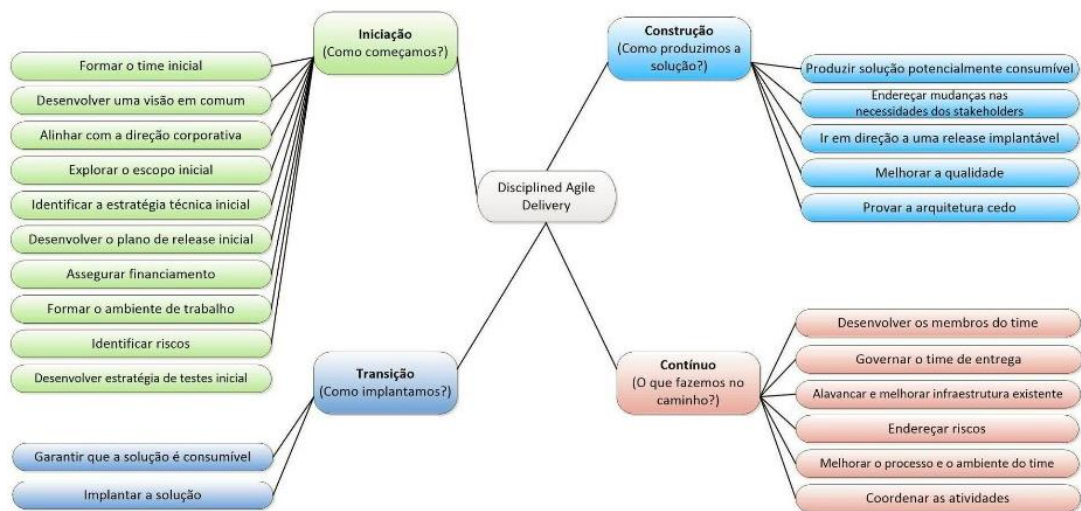 Iniciação
(Como começamos?)
Formar o time inicial
Desenvolver uma visão em comum
Alinhar com a direção corporativa
Explorar o escopo inicial
Identificar a estratégia técnica inicial
Desenvolver o plano de release inicial
Assegurar financiamento
Formar o ambiente de trabalho
Identificar riscos
Desenvolver estratégia de testes inicial
Construção
(Como produzimos a
solução?)
Produzir solução potencialmente consumível
Endereçar mudanças nas
necesidades dos stakeholders
Ir em direção a uma release implantável
Melhorar a qualidade
Provar a arquitetura cedo
Disciplined Agile
Delivery
Transição
(Como implantamos?)
Garantir que a solução é consumível
Implantar a solução
Contínuo
(O que fazemos no
caminho?)
Desenvolver os membros do time
Governar o time de entrega
Alavancar e melhorar infraestrutura existente
Endereçar riscos
Melhorar o processo e o ambiente do time
Coordenar as atividades